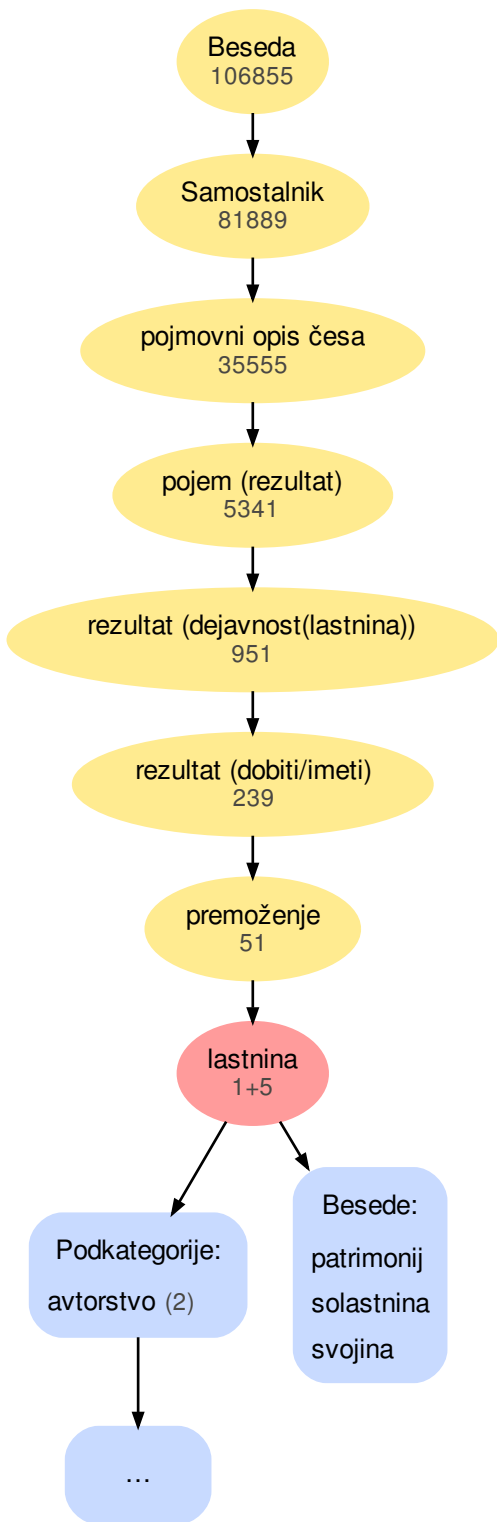 Beseda
106855
Samostalnik
81889
pojmovni opis česa
35555
pojem (rezultat)
5341
rezultat (dejavnost(lastnina))
951
rezultat (dobiti/imeti)
239
premoženje
51
lastnina
1+5
Podkategorije:
avtorstvo (2)
Besede:
patrimonij
solastnina
svojina
…